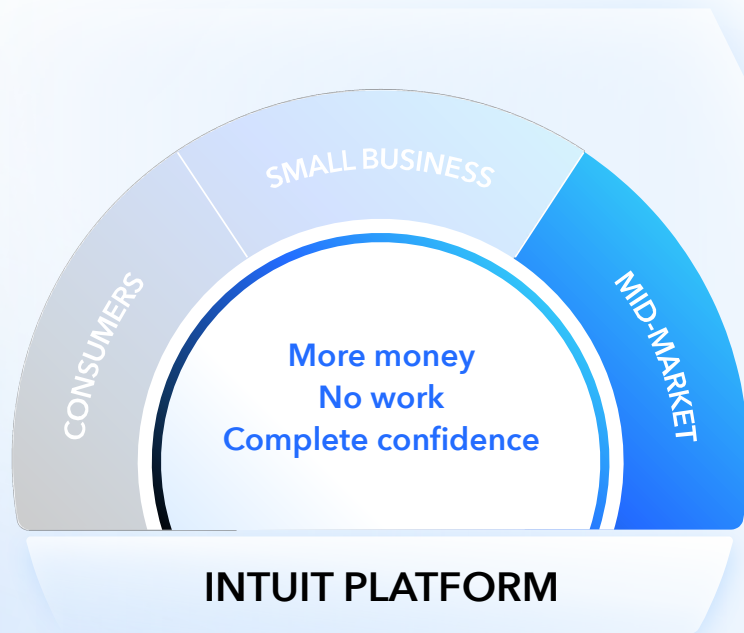 SMALL BUSINESS
CONSUMERS
MID-MARKET
More money
No work
Complete confidence
INTUIT PLATFORM